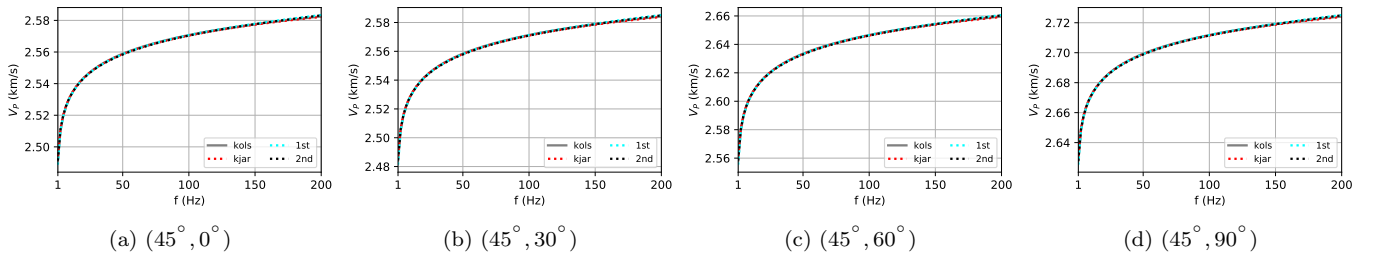 2.58
2.56
2.54
2.52
2.50
V_P (km/s)
1 50 100 150 200
f (Hz)
kols 1st
kjar 2nd
(a) (45°, 0°)
2.58
2.56
2.54
2.52
2.50
2.48
V_P (km/s)
1 50 100 150 200
f (Hz)
kols 1st
kjar 2nd
(b) (45°, 30°)
2.66
2.64
2.62
2.60
2.58
2.56
V_P (km/s)
1 50 100 150 200
f (Hz)
kols 1st
kjar 2nd
(c) (45°, 60°)
2.72
2.70
2.68
2.66
2.64
V_P (km/s)
1 50 100 150 200
f (Hz)
kols 1st
kjar 2nd
(d) (45°, 90°)